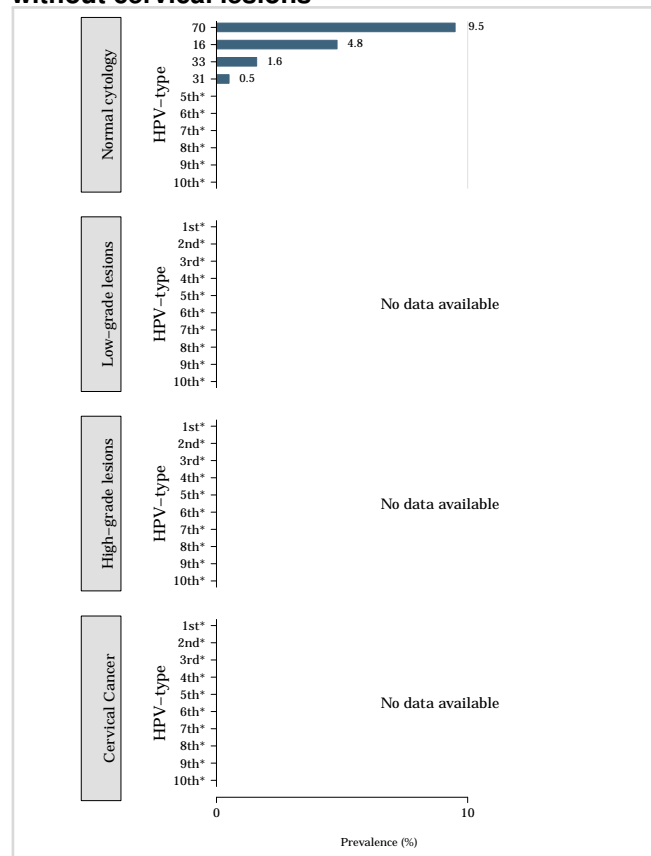 without cervical lesions
Normal cytology
HPV−type
70
9.5
16
4.8
33
1.6
31
0.5
5th*
6th*
7th*
8th*
9th*
10th*
Low−grade lesions
HPV−type
1st*
2nd*
3rd*
4th*
5th*
6th*
7th*
8th*
9th*
10th*
No data available
High−grade lesions
HPV−type
1st*
2nd*
3rd*
4th*
5th*
6th*
7th*
8th*
9th*
10th*
No data available
Cervical Cancer
HPV−type
1st*
2nd*
3rd*
4th*
5th*
6th*
7th*
8th*
9th*
10th*
No data available
0
10
Prevalence (%)